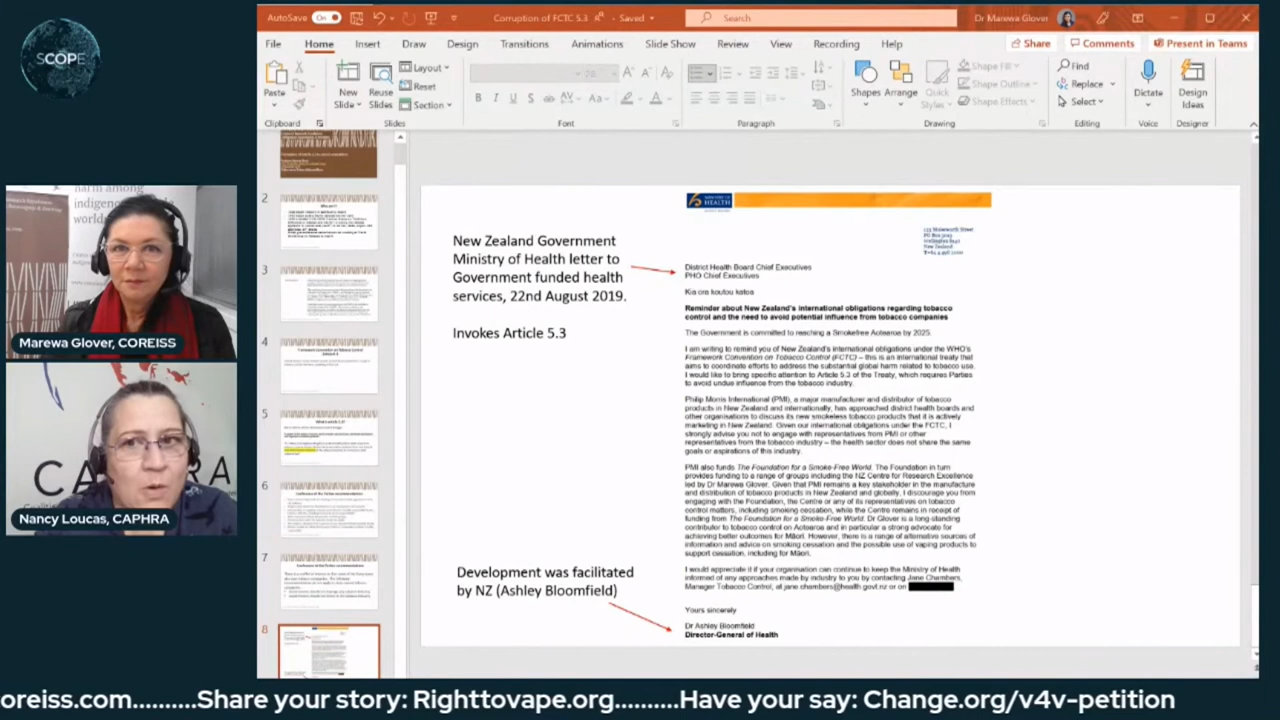 SCOPE
AutoSave On
Corruption of FCTC 5.3 - Saved
Search
Dr Marewa Glover
File Home Insert Draw Design Transitions Animations Slide Show Review View Recording Help
Share Comments Present in Teams
Paste
New Slide
Reuse Slides
Layout
Reset
Section
Shapes
Arrange
Quick Styles
Shape Fill
Shape Outline
Shape Effects
Find
Replace
Select
Dictate
Design Ideas
Clipboard Slides Font Paragraph Drawing Editing Voice Designer
2
3
4
5
6
7
8
harm among
indigenous
Marewa Glover, COREISS
Nancy Loucas, CAPHRA
MINISTRY OF
HEALTH
New Zealand Government
Ministry of Health letter to
Government funded health
services, 22nd August 2019.
Invokes Article 5.3
Development was facilitated
by NZ (Ashley Bloomfield)
133 Molesworth Street
New Zealand
District Health Board Chief Executives
PHO Chief Executives
Kia ora koutou katoa
Reminder about New Zealand's international obligations regarding tobacco
control and the need to avoid potential influence from tobacco companies
The Government is committed to reaching a Smokefree Aotearoa by 2025.
I am writing to remind you of New Zealand's international obligations under the WHO's
Framework Convention on Tobacco Control (FCTC) – this is an international treaty that
aims to coordinate efforts to address the substantial global harm related to tobacco use.
I would like to bring specific attention to Article 5.3 of the Treaty, which requires Parties
to avoid undue influence from the tobacco industry.
Philip Morris International (PMI), a major manufacturer and distributor of tobacco
products in New Zealand and internationally, has approached district health boards and
other organisations to discuss its new smokeless tobacco products that it is actively
marketing in New Zealand. Given our international obligations under the FCTC, I
strongly advise you not to engage with representatives from PMI or other
representatives from the tobacco industry – the health sector does not share the same
goals or aspirations of this industry.
PMI also funds The Foundation for a Smoke-Free World. The Foundation in turn
provides funding to a range of groups including the NZ Centre for Research Excellence
led by Dr Marewa Glover. Given that PMI remains a key stakeholder in the manufacture
and distribution of tobacco products in New Zealand and globally, I discourage you from
engaging with the Foundation, the Centre or any of its representatives on tobacco
control matters, including smoking cessation, while the Centre remains in receipt of
funding from The Foundation for a Smoke-Free World. Dr Glover is a long-standing
contributor to tobacco control on Aotearoa and in particular a strong advocate for
achieving better outcomes for Māori. However, there is a range of alternative sources of
information and advice on smoking cessation and the possible use of vaping products to
support cessation, including for Māori.
I would appreciate it if your organisation can continue to keep the Ministry of Health
informed of any approaches made by industry to you by contacting Jane Chambers,
Manager Tobacco Control, at jane.chambers@health.govt.nz or on
Yours sincerely
Dr Ashley Bloomfield
Director-General of Health
oreiss.com..........Share your story: Righttovape.org.........Have your say: Change.org/v4v-petition